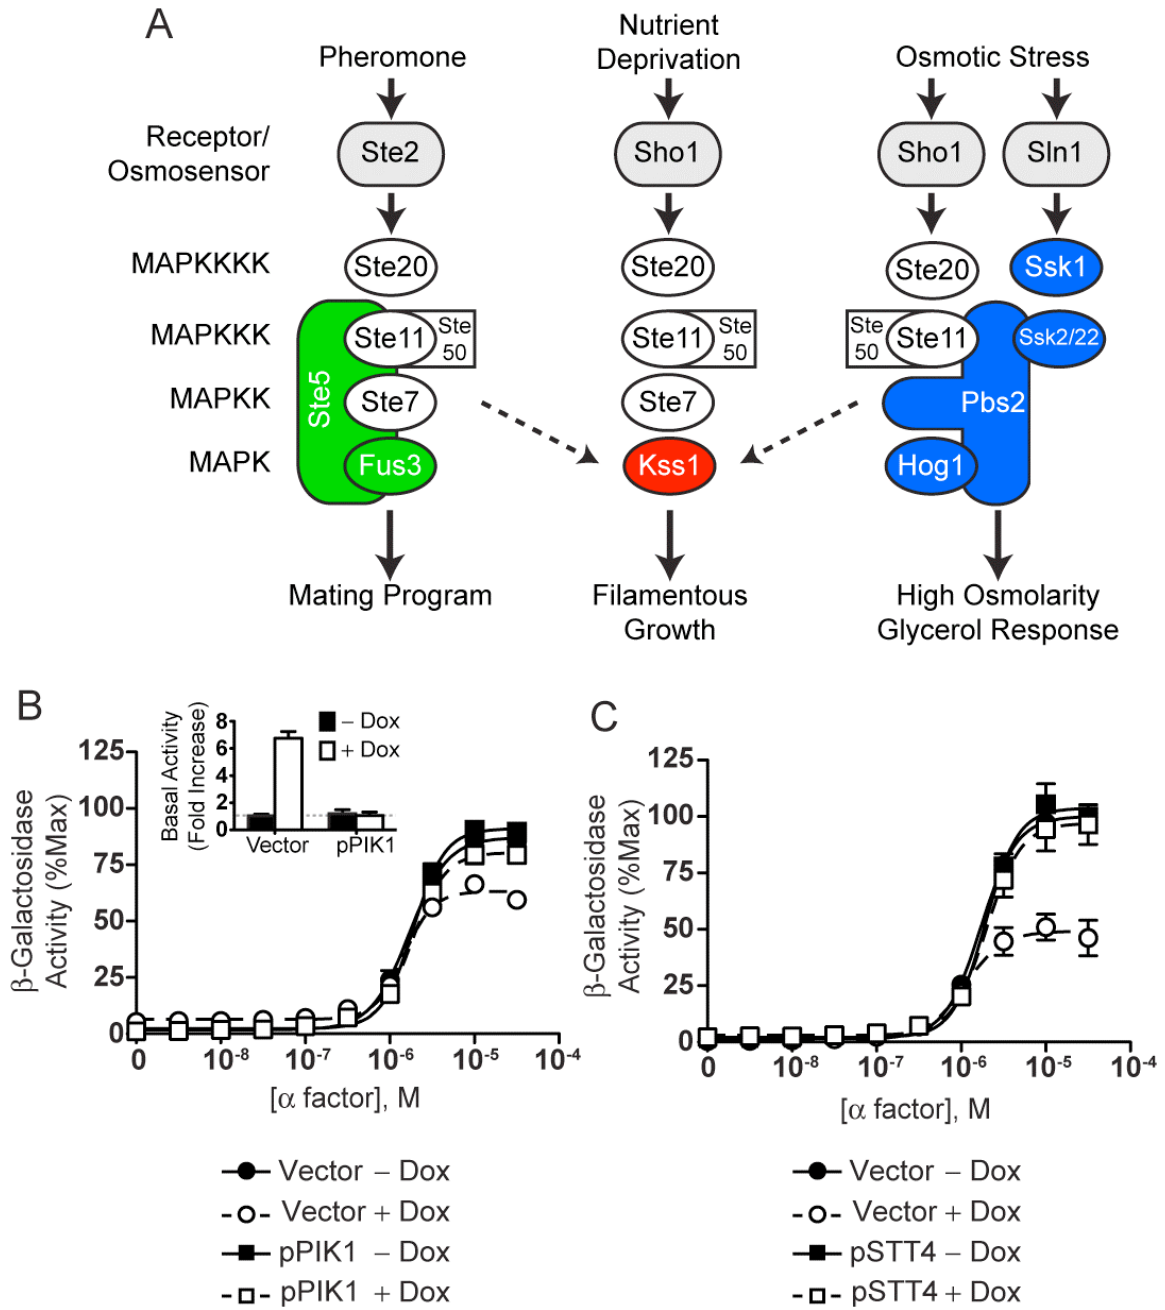 A
Pheromone
Nutrient
Deprivation
Osmotic Stress
Receptor/
Osmosensor
Ste2
Sho1
Sho1
Sln1
MAPKKKK
Ste20
Ste20
Ste20
Ssk1
MAPKKK
Ste11
Ste
50
Ste11
Ste
50
Ste
50
Ste11
Ssk2/22
Ste5
MAPKK
Ste7
Ste7
Pbs2
MAPK
Fus3
Kss1
Hog1
Mating Program
Filamentous
Growth
High Osmolarity
Glycerol Response
B
Basal Activity
(Fold Increase)
8
6
4
2
0
Vector
pPIK1
– Dox
+ Dox
β-Galactosidase
Activity (%Max)
125
100
75
50
25
0
0
10-8
10-7
10-6
10-5
10-4
[α factor], M
Vector – Dox
Vector + Dox
pPIK1 – Dox
pPIK1 + Dox
C
β-Galactosidase
Activity (%Max)
125
100
75
50
25
0
0
10-8
10-7
10-6
10-5
10-4
[α factor], M
Vector – Dox
Vector + Dox
pSTT4 – Dox
pSTT4 + Dox